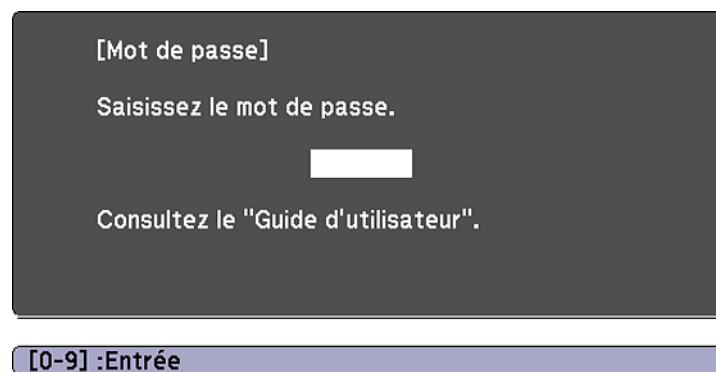 [Mot de passe]
Saisissez le mot de passe.
Consultez le "Guide d'utilisateur".
[0-9] :Entrée